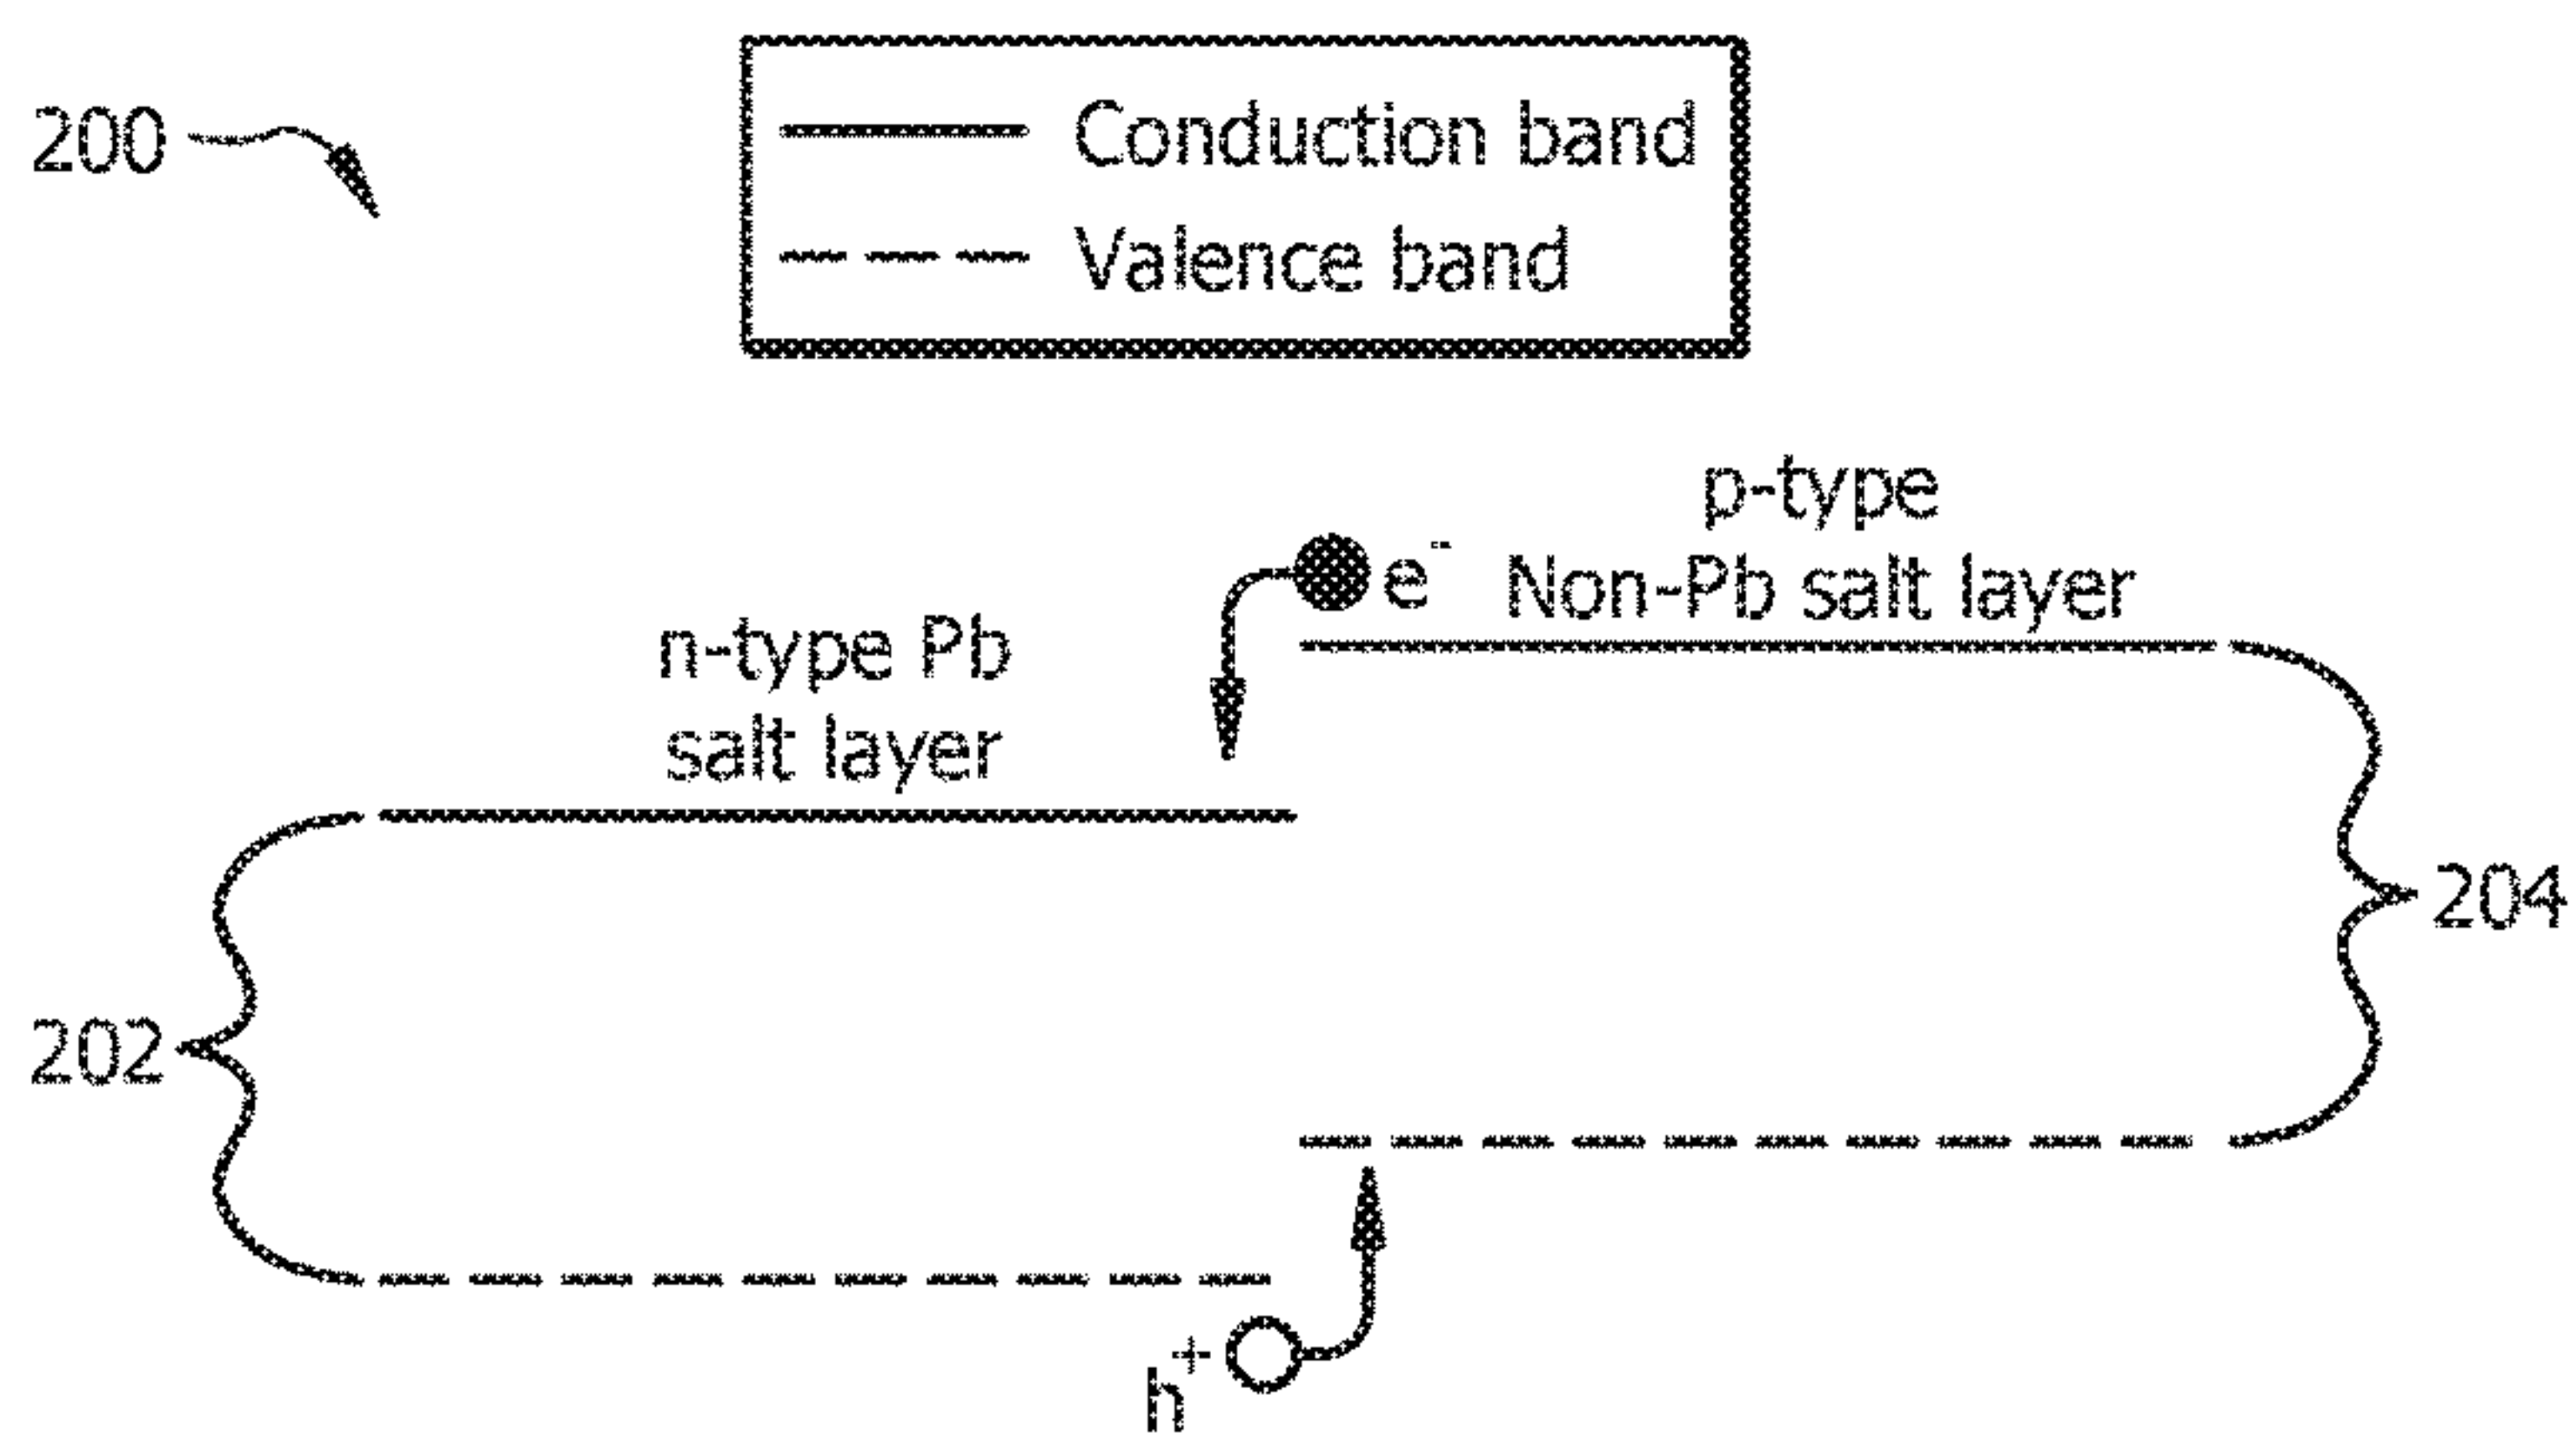 200
Conduction band
Valence band
p-type
Non-Pb salt layer
e⁻
n-type Pb
salt layer
204
202
h⁺